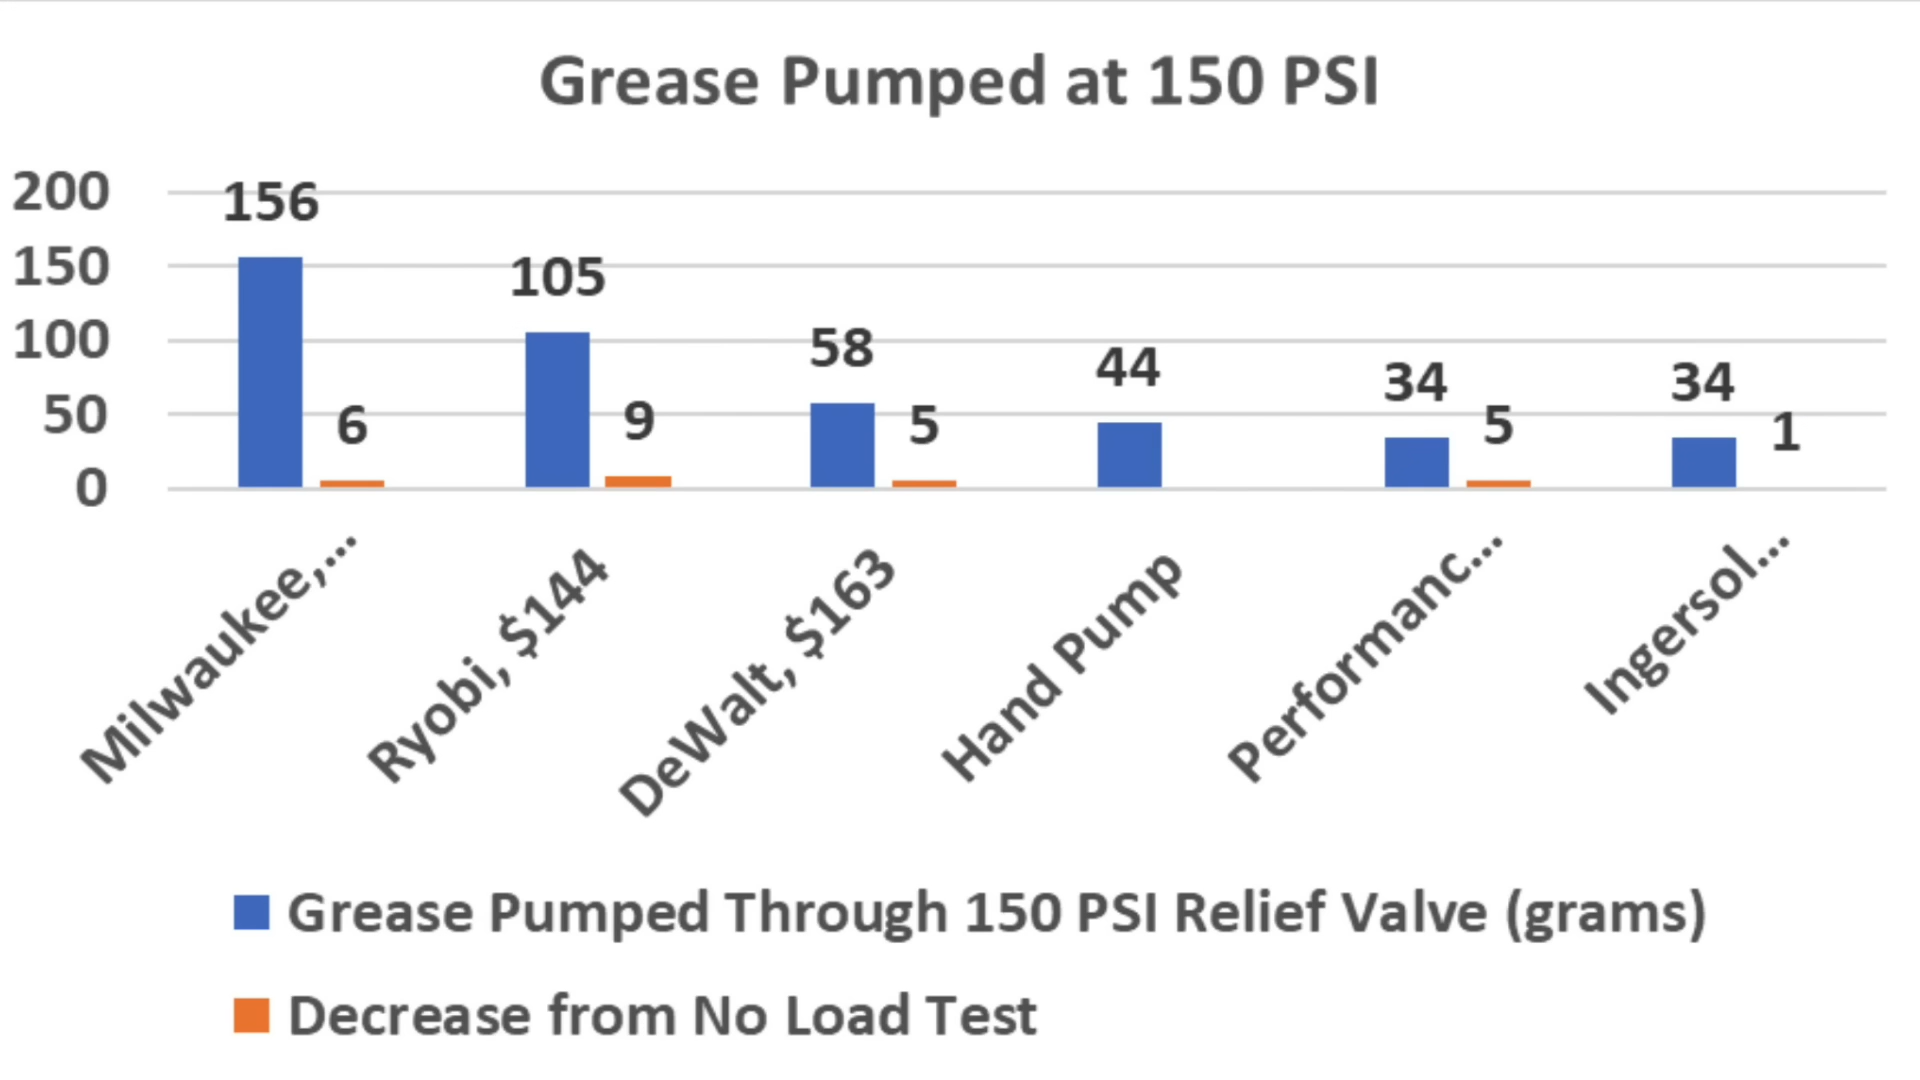 Grease Pumped at 150 PSI
200
150
100
50
0
156
6
105
9
58
5
44
34
5
34
1
Milwaukee,...
Ryobi, $144
DeWalt, $163
Hand Pump
Performanc...
Ingersol...
Grease Pumped Through 150 PSI Relief Valve (grams)
Decrease from No Load Test